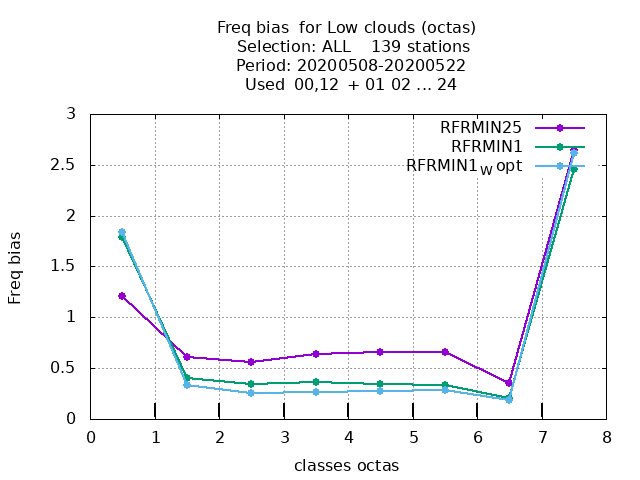 Freq bias  for Low clouds (octas)
Selection: ALL    139 stations
Period: 20200508-20200522
Used  00,12  + 01 02 ... 24
RFRMIN25
RFRMIN1
RFRMIN1w opt
3
2.5
2
1.5
1
0.5
0
Freq bias
0 1 2 3 4 5 6 7 8
classes octas